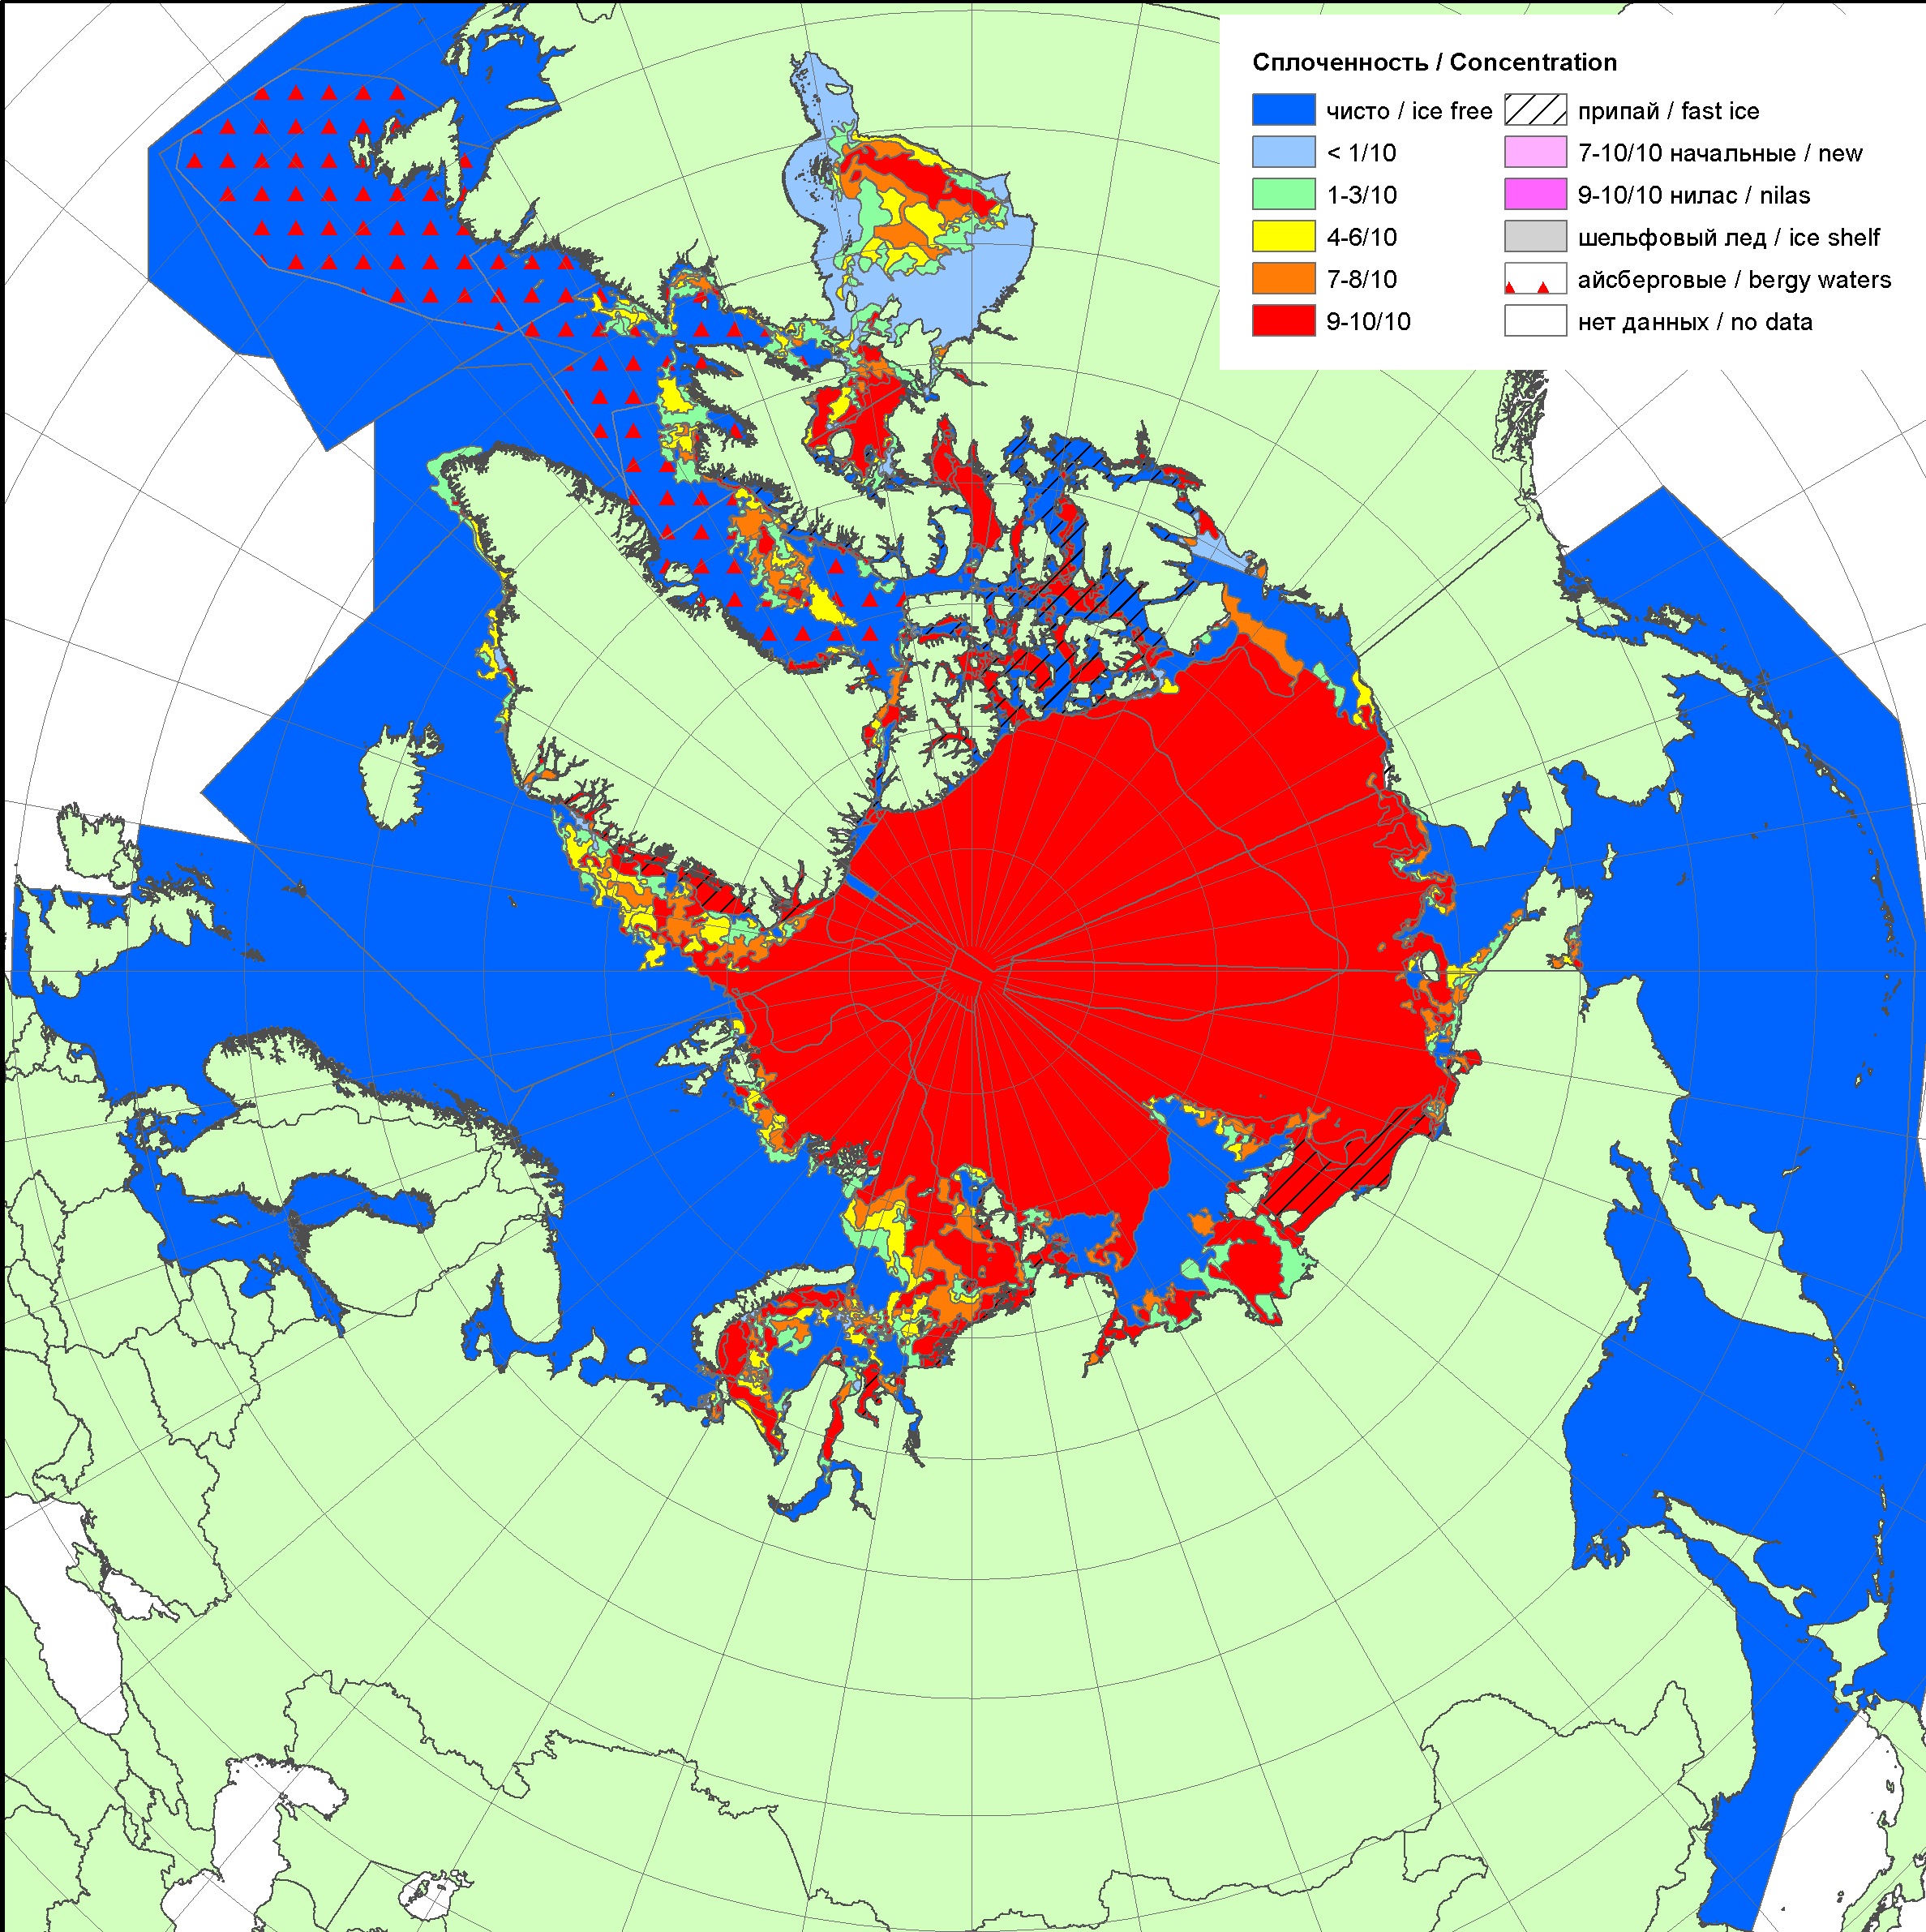 Сплоченность / Concentration
чисто / ice free
< 1/10
1-3/10
4-6/10
7-8/10
9-10/10
припай / fast ice
7-10/10 начальные / new
9-10/10 нилас / nilas
шельфовый лед / ice shelf
айсберговые / bergy waters
нет данных / no data